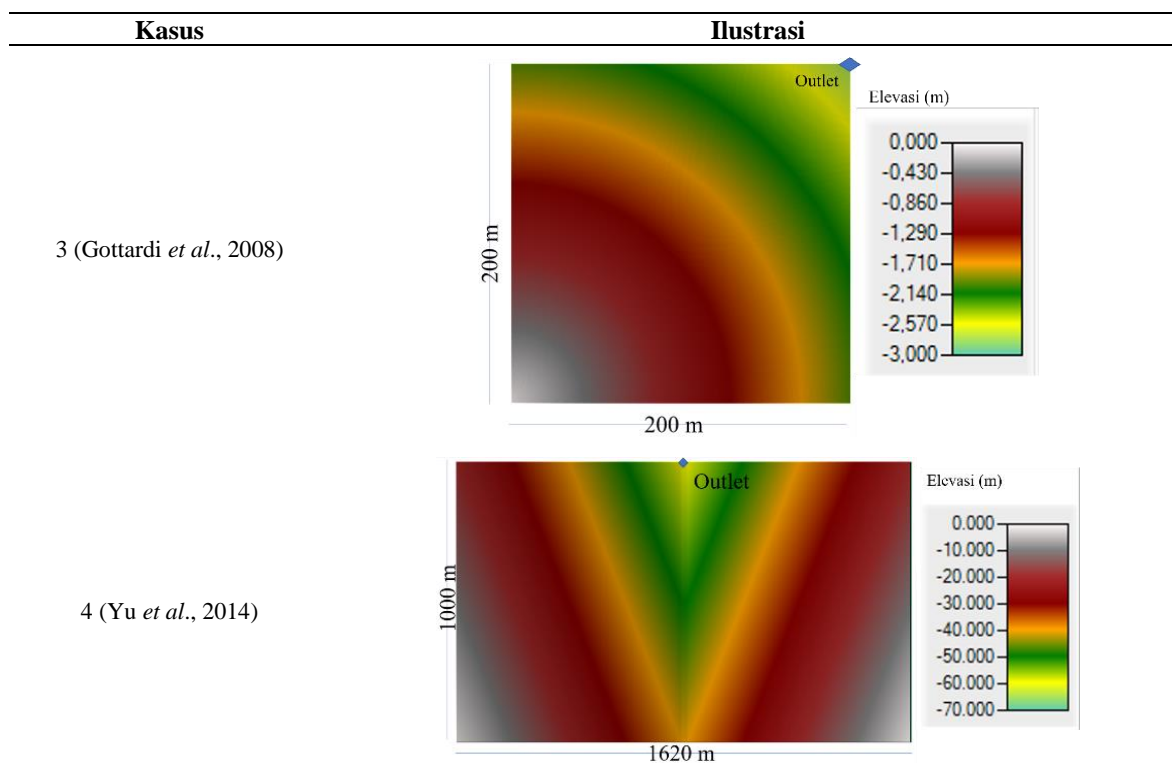 Kasus Ilustrasi
Outlet
Elevasi (m)
0,000
-0,430
-0,860
-1,290
-1,710
-2,140
-2,570
-3,000
200 m
3 (Gottardi et al., 2008)
200 m
Outlet
Elevasi (m)
0.000
-10.000
-20.000
-30.000
-40.000
-50.000
-60.000
-70.000
1000 m
4 (Yu et al., 2014)
1620 m